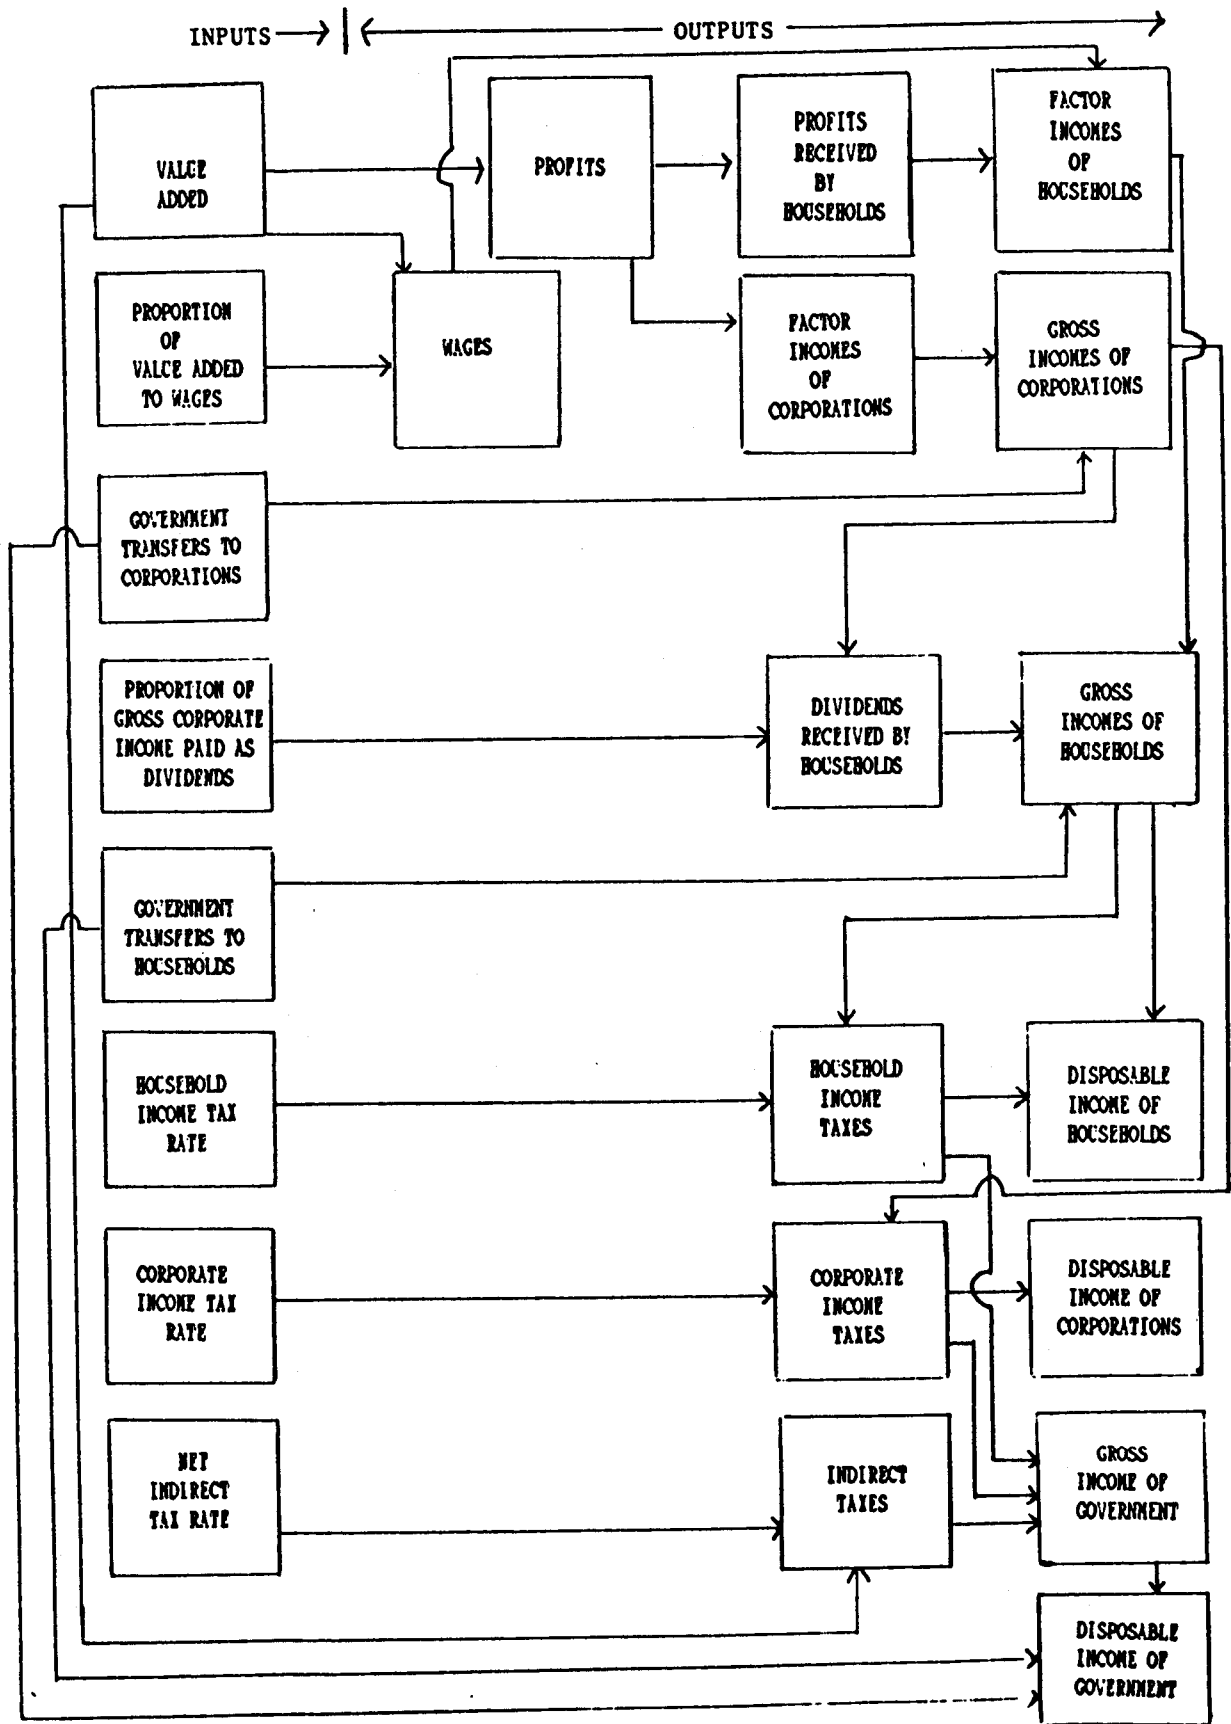 INPUTS
OUTPUTS
VALUE
ADDED
PROFITS
PROFITS
RECEIVED
BY
HOUSEHOLDS
FACTOR
INCOMES
OF
HOUSEHOLDS
PROPORTION
OF
VALUE ADDED
TO WAGES
WAGES
FACTOR
INCOMES
OF
CORPORATIONS
GROSS
INCOMES OF
CORPORATIONS
GOVERNMENT
TRANSFERS TO
CORPORATIONS
PROPORTION OF
GROSS CORPORATE
INCOME PAID AS
DIVIDENDS
DIVIDENDS
RECEIVED BY
HOUSEHOLDS
GROSS
INCOMES OF
HOUSEHOLDS
GOVERNMENT
TRANSFERS TO
HOUSEHOLDS
HOUSEHOLD
INCOME TAX
RATE
HOUSEHOLD
INCOME
TAXES
DISPOSABLE
INCOME OF
HOUSEHOLDS
CORPORATE
INCOME TAX
RATE
CORPORATE
INCOME
TAXES
DISPOSABLE
INCOME OF
CORPORATIONS
NET
INDIRECT
TAX RATE
INDIRECT
TAXES
GROSS
INCOME OF
GOVERNMENT
DISPOSABLE
INCOME OF
GOVERNMENT